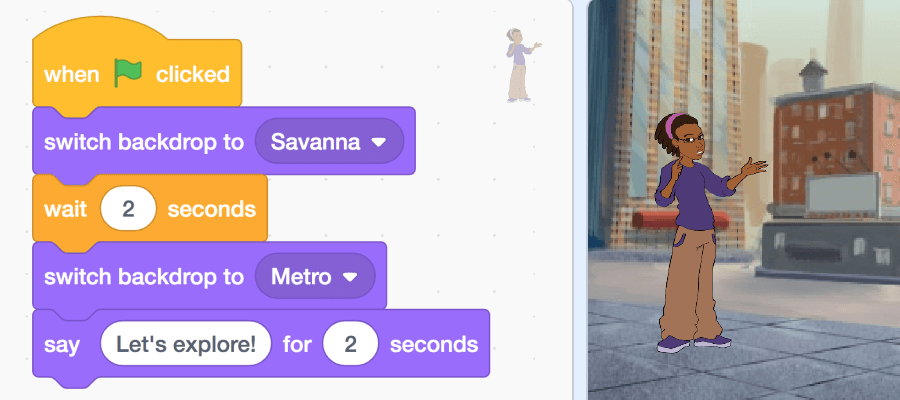 when clicked
switch backdrop to Savanna
wait 2 seconds
switch backdrop to Metro
say Let's explore! for 2 seconds